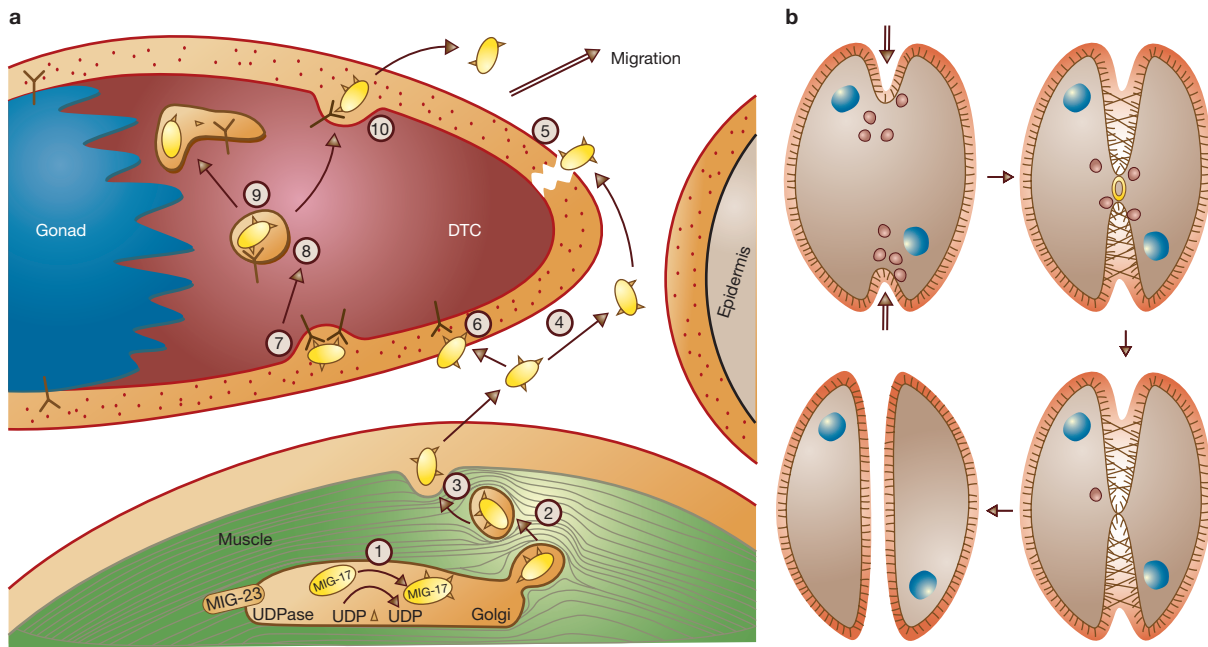 a
b
Migration
5
10
9
Gonad
DTC
8
Epidermis
7
6
4
3
2
Muscle
1
MIG-17
MIG-17
MIG-23
UDPase
UDP
UDP
Golgi